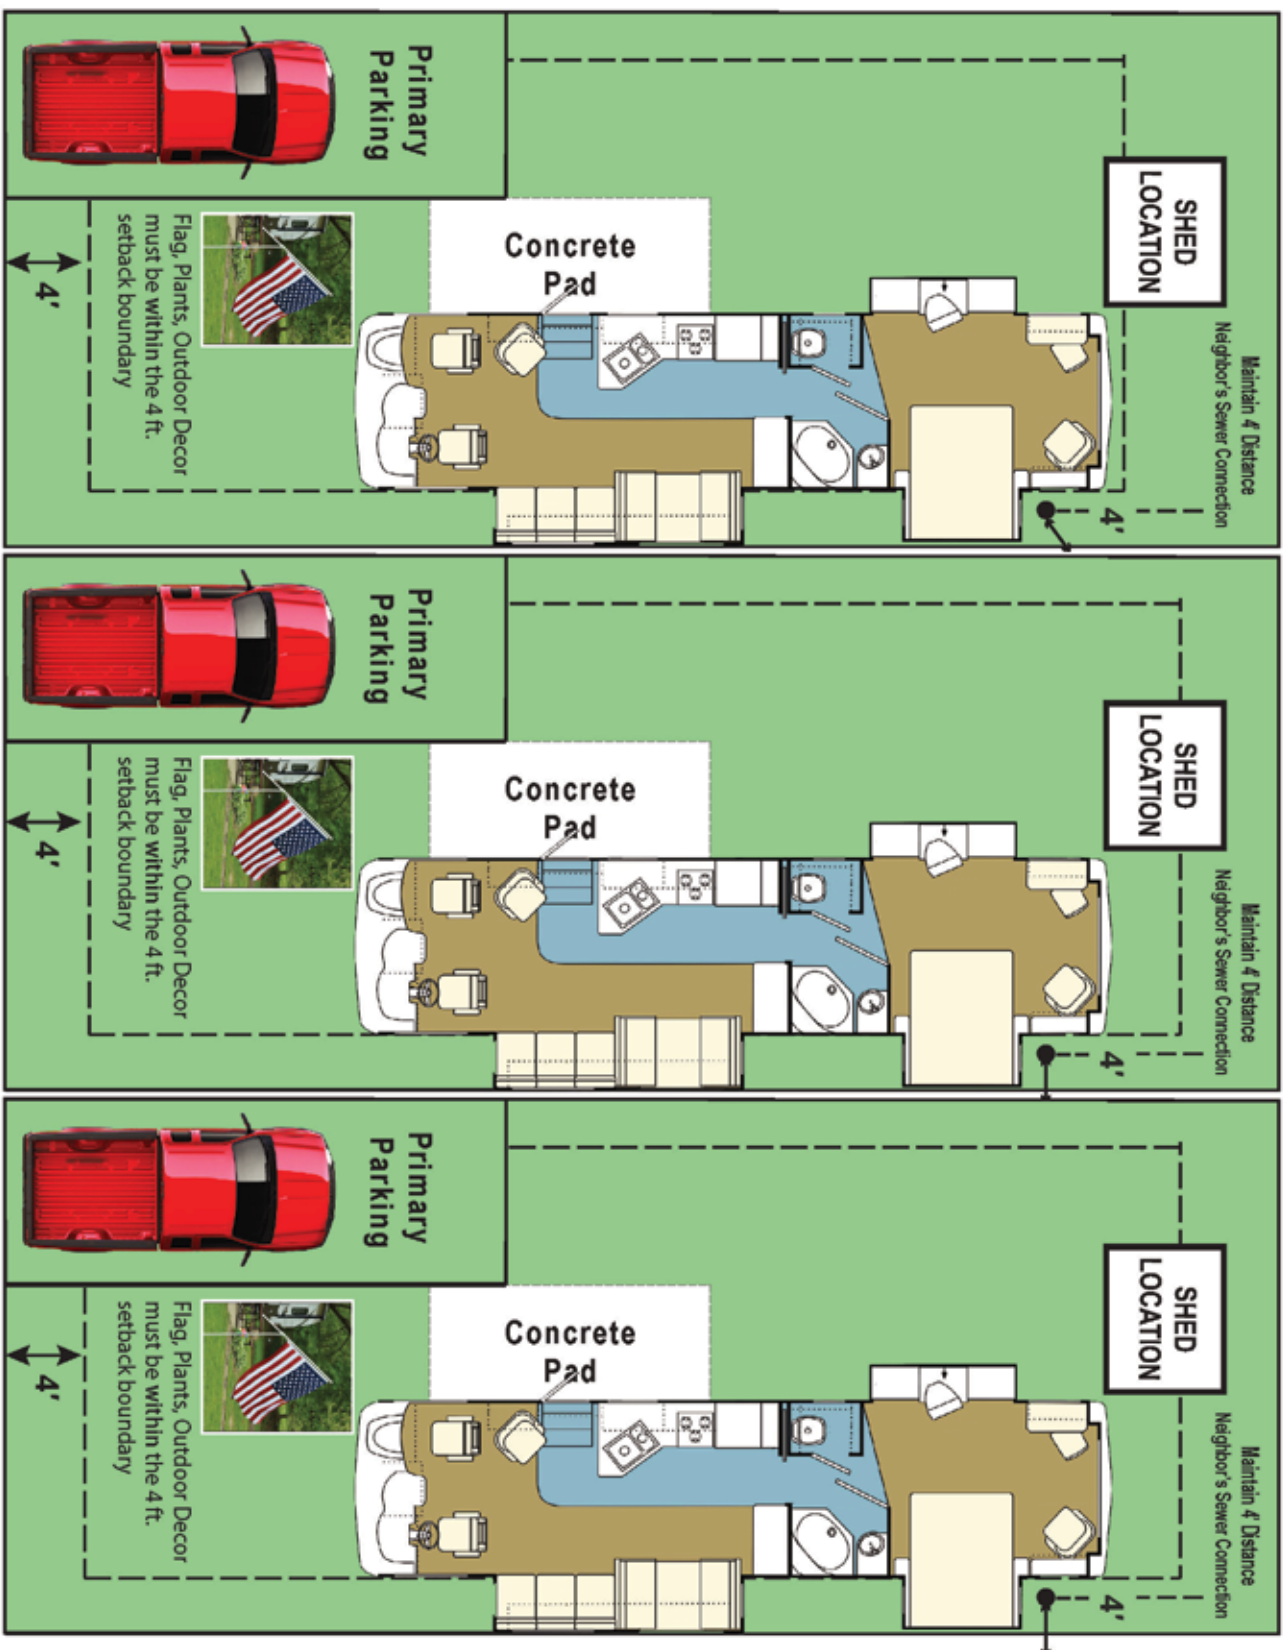 Primary
Parking
SHED
LOCATION
Concrete
Pad
Flag, Plants, Outdoor Decor
must be within the 4 ft.
setback boundary
4'
Maintain 4' Distance
Neighbor's Sewer Connection
4'
Primary
Parking
SHED
LOCATION
Concrete
Pad
Flag, Plants, Outdoor Decor
must be within the 4 ft.
setback boundary
4'
Maintain 4' Distance
Neighbor's Sewer Connection
4'
Primary
Parking
SHED
LOCATION
Concrete
Pad
Flag, Plants, Outdoor Decor
must be within the 4 ft.
setback boundary
4'
Maintain 4' Distance
Neighbor's Sewer Connection
4'